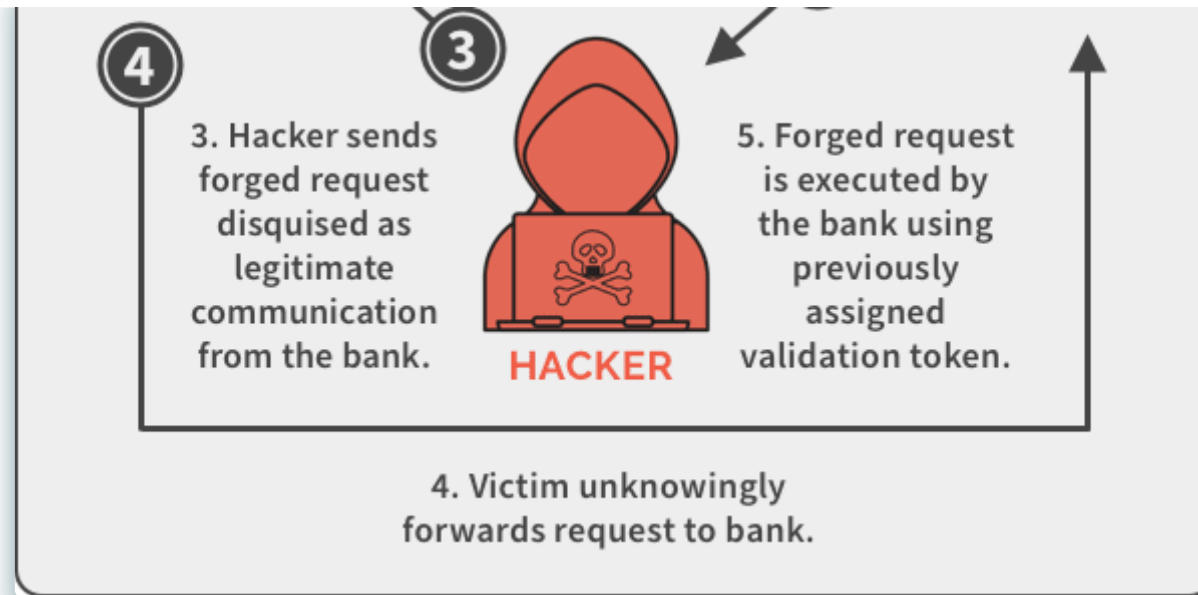 4
3
3. Hacker sends
forged request
disquised as
legitimate
communication
from the bank.
HACKER
5. Forged request
is executed by
the bank using
previously
assigned
validation token.
4. Victim unknowingly
forwards request to bank.